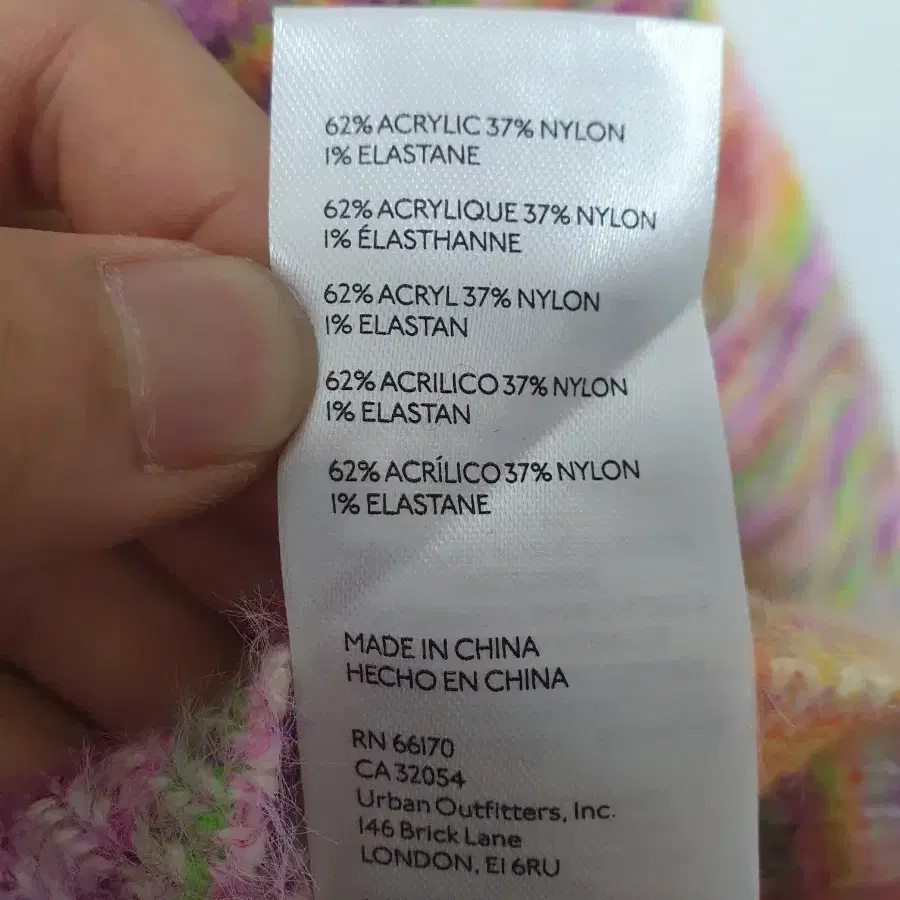 62% ACRYLIC 37% NYLON
1% ELASTANE
62% ACRYLIQUE 37% NYLON
1% ÉLASTHANNE
62% ACRYL 37% NYLON
1% ELASTAN
62% ACRILICO 37% NYLON
1% ELASTAN
62% ACRÍLICO 37% NYLON
1% ELASTANE
MADE IN CHINA
HECHO EN CHINA
RN 66170
CA 32054
Urban Outfitters, Inc.
146 Brick Lane
LONDON, E1 6RU